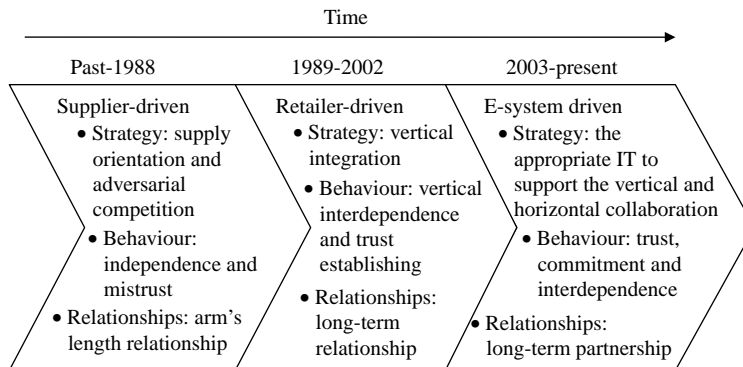 Time
Past-1988
1989-2002
2003-present
Supplier-driven
• Strategy: supply
orientation and
adversarial
competition
• Behaviour:
independence and
mistrust
• Relationships: arm's
length relationship
Retailer-driven
• Strategy: vertical
integration
• Behaviour: vertical
interdependence
and trust
establishing
• Relationships:
long-term
relationship
E-system driven
• Strategy: the
appropriate IT to
support the vertical and
horizontal collaboration
• Behaviour: trust,
commitment and
interdependence
• Relationships:
long-term partnership